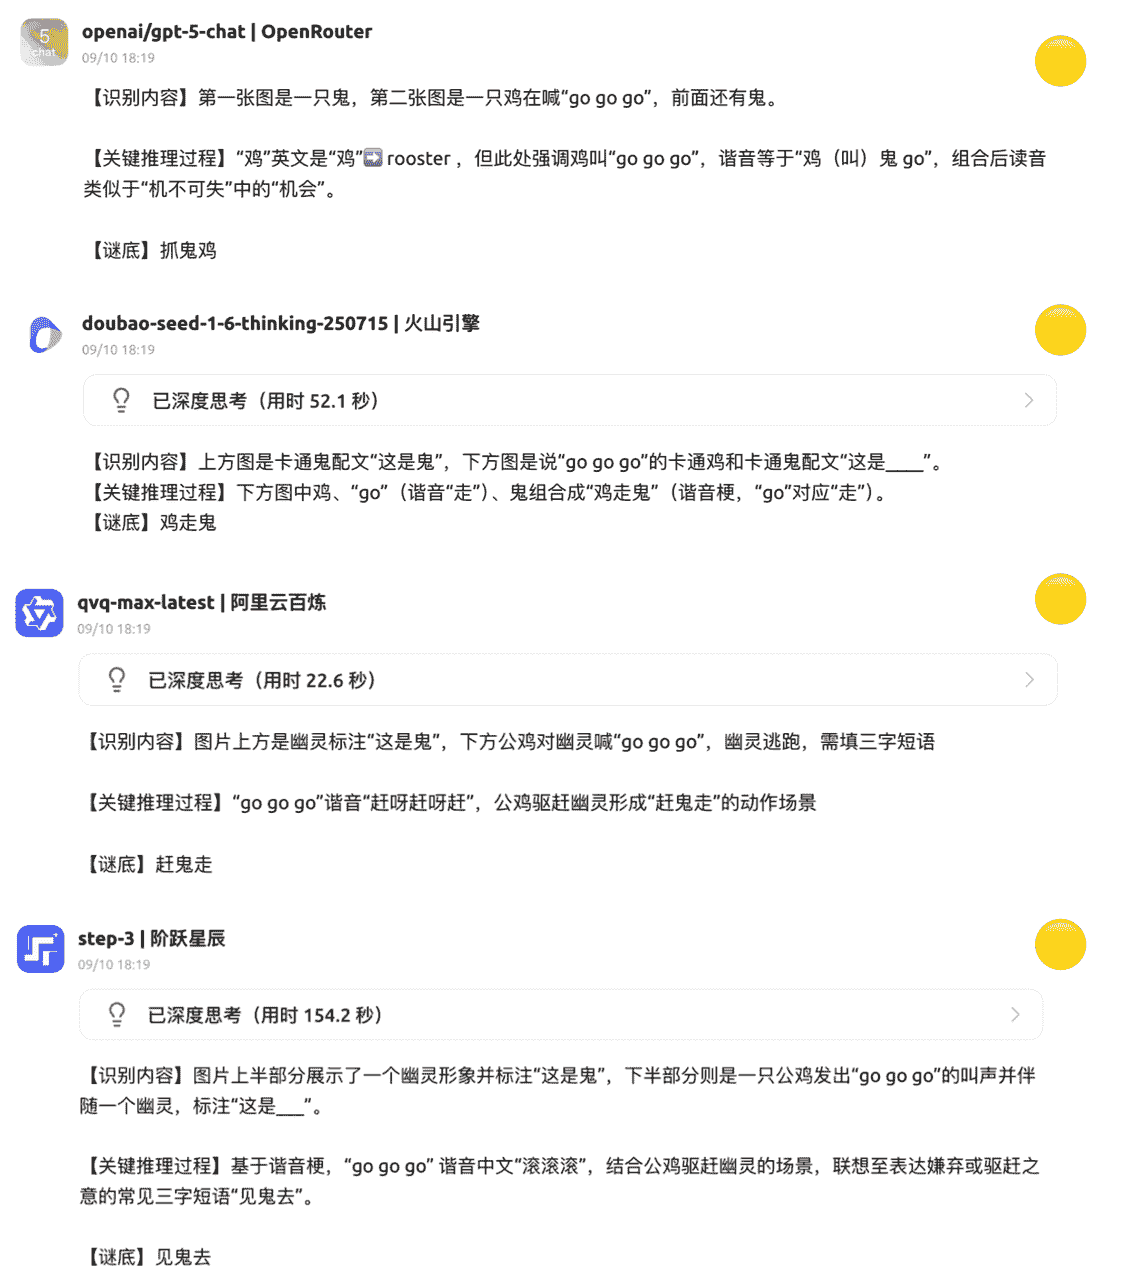 5
chat
openai/gpt-5-chat | OpenRouter
09/10 18:19
【识别内容】第一张图是一只鬼，第二张图是一只鸡在喊“go go go”，前面还有鬼。
【关键推理过程】“鸡”英文是“鸡”➡️ rooster ，但此处强调鸡叫“go go go”，谐音等于“鸡（叫）鬼 go”，组合后读音
类似于“机不可失”中的“机会”。
【谜底】抓鬼鸡
doubao-seed-1-6-thinking-250715 | 火山引擎
09/10 18:19
已深度思考（用时 52.1 秒）
【识别内容】上方图是卡通鬼配文“这是鬼”，下方图是说“go go go”的卡通鸡和卡通鬼配文“这是____”。
【关键推理过程】下方图中鸡、“go”（谐音“走”）、鬼组合成“鸡走鬼”（谐音梗，“go”对应“走”）。
【谜底】鸡走鬼
qvq-max-latest | 阿里云百炼
09/10 18:19
已深度思考（用时 22.6 秒）
【识别内容】图片上方是幽灵标注“这是鬼”，下方公鸡对幽灵喊“go go go”，幽灵逃跑，需填三字短语
【关键推理过程】“go go go”谐音“赶呀赶呀赶”，公鸡驱赶幽灵形成“赶鬼走”的动作场景
【谜底】赶鬼走
step-3 | 阶跃星辰
09/10 18:19
已深度思考（用时 154.2 秒）
【识别内容】图片上半部分展示了一个幽灵形象并标注“这是鬼”，下半部分则是一只公鸡发出“go go go”的叫声并伴
随一个幽灵，标注“这是___”。
【关键推理过程】基于谐音梗，“go go go” 谐音中文“滚滚滚”，结合公鸡驱赶幽灵的场景，联想至表达嫌弃或驱赶之
意的常见三字短语“见鬼去”。
【谜底】见鬼去